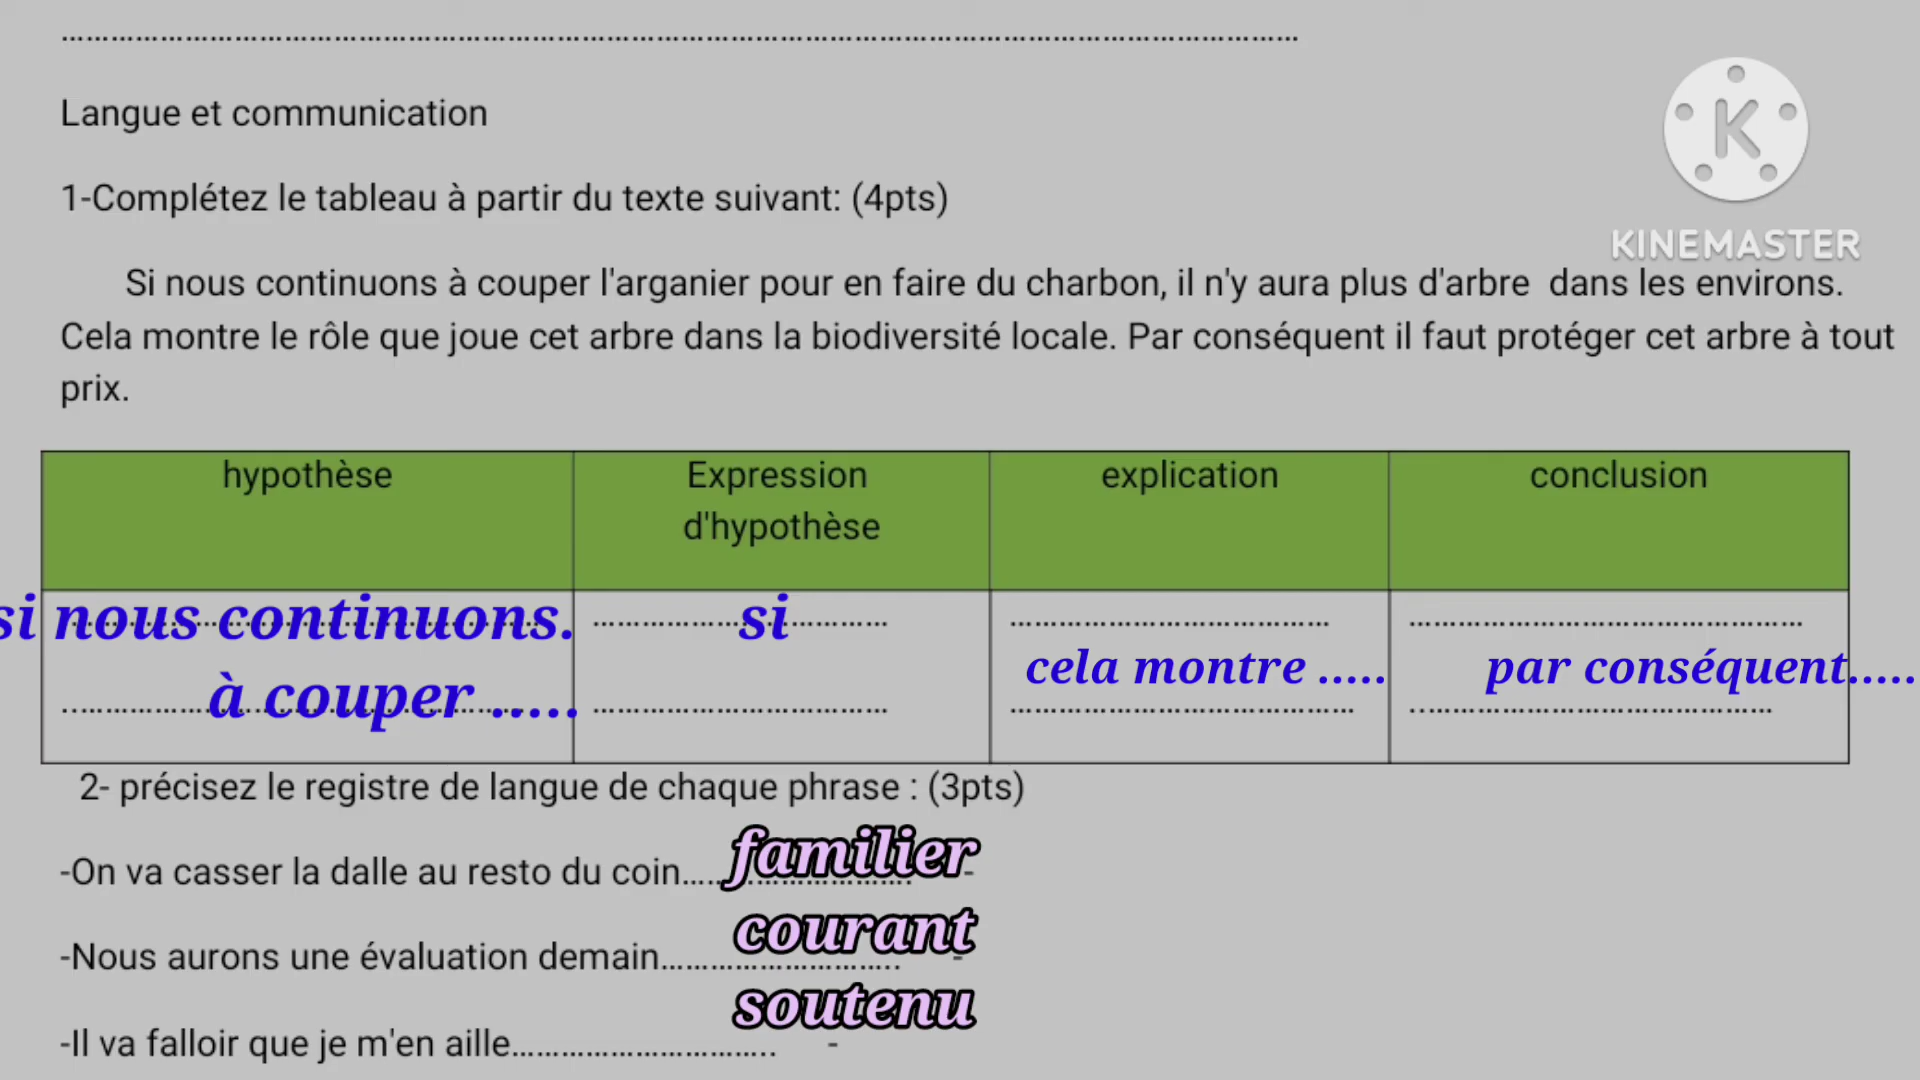 Langue et communication
K
1-Complétez le tableau à partir du texte suivant: (4pts)
KINEMASTER
Si nous continuons à couper l'arganier pour en faire du charbon, il n'y aura plus d'arbre dans les environs.
Cela montre le rôle que joue cet arbre dans la biodiversité locale. Par conséquent il faut protéger cet arbre à tout
prix.
hypothèse
Expression
d'hypothèse
explication
conclusion
si nous continuons.
à couper .....
si
cela montre .....
par conséquent.....
2- précisez le registre de langue de chaque phrase : (3pts)
-On va casser la dalle au resto du coin........................ familier -
-Nous aurons une évaluation demain........................ courant -
-Il va falloir que je m'en aille........................ soutenu -